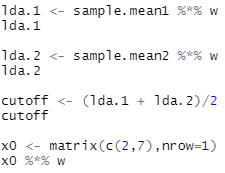 lda.1 <- sample.mean1 %*% w
lda.1
lda.2 <- sample.mean2 %*% w
lda.2
cutoff <- (lda.1 + lda.2)/2
cutoff
x0 <- matrix(c(2,7),nrow=1)
x0 %*% w